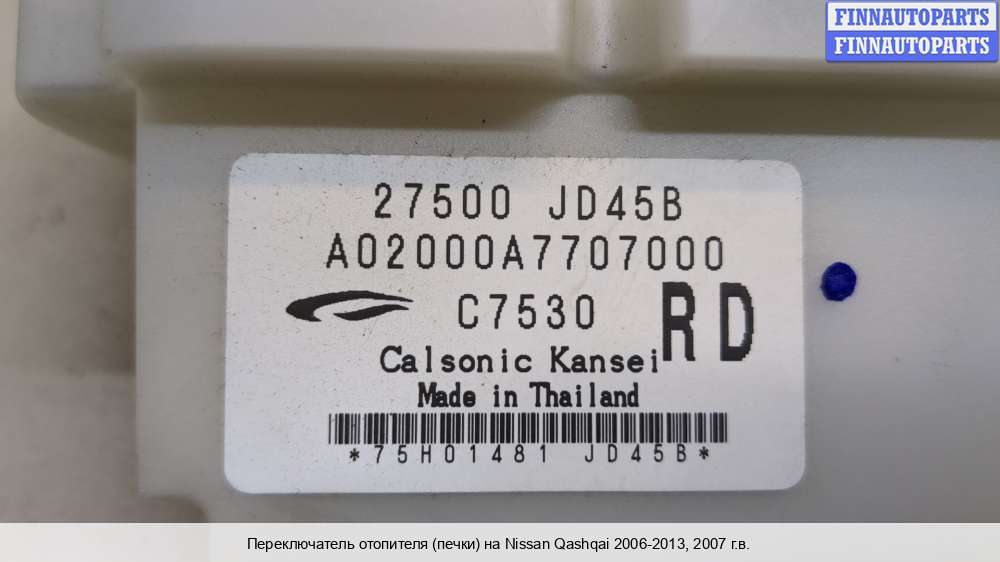 FINNAUTOPARTS
FINNAUTOPARTS
27500 JD45B
A02000A7707000
C7530
RD
Calsonic Kansei
Made in Thailand
*75H01481 JD45B*
Переключатель отопителя (печки) на Nissan Qashqai 2006-2013, 2007 г.в.